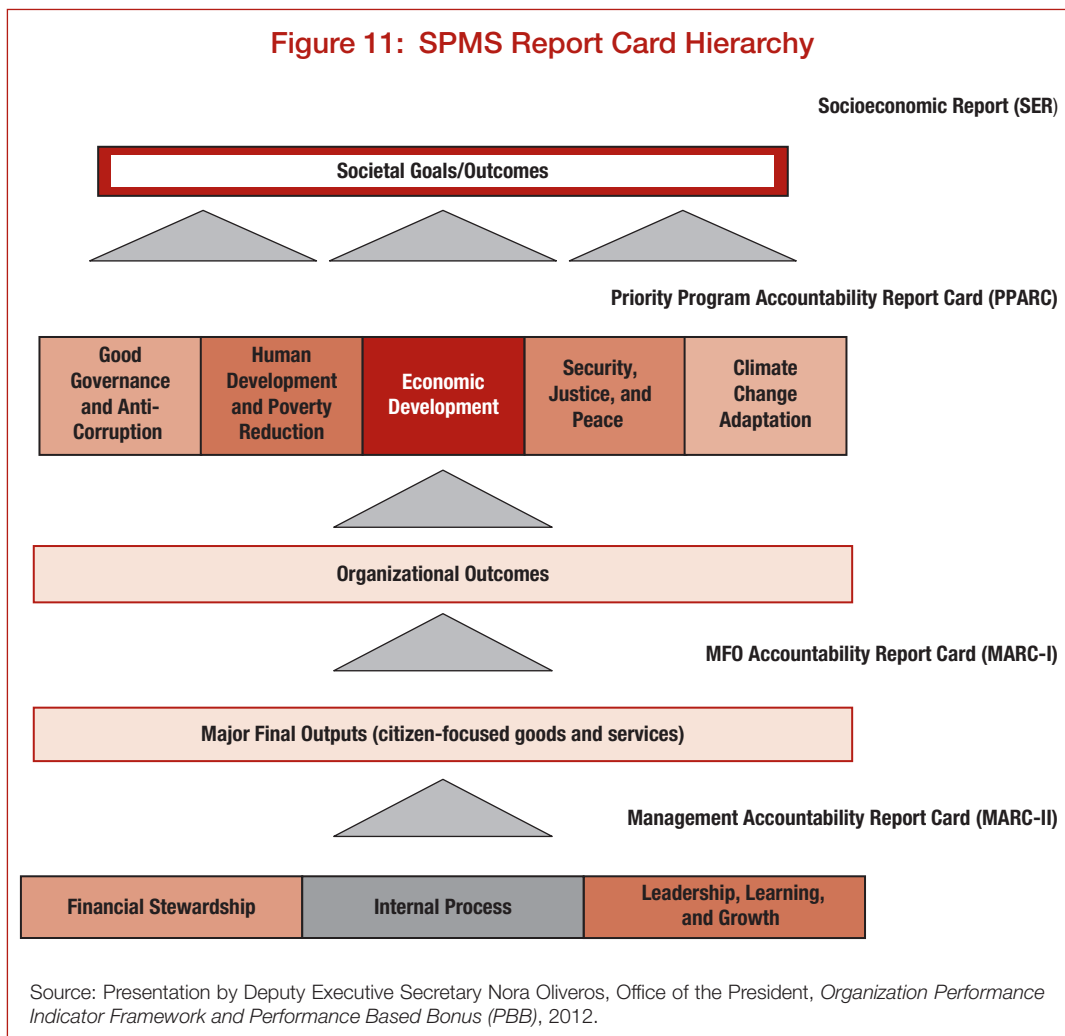 Figure 11: SPMS Report Card Hierarchy
Socioeconomic Report (SER)
Societal Goals/Outcomes
Priority Program Accountability Report Card (PPARC)
Good
Governance
and Anti-
Corruption
Human
Development
and Poverty
Reduction
Economic
Development
Security,
Justice, and
Peace
Climate
Change
Adaptation
Organizational Outcomes
MFO Accountability Report Card (MARC-I)
Major Final Outputs (citizen-focused goods and services)
Management Accountability Report Card (MARC-II)
Financial Stewardship
Internal Process
Leadership, Learning,
and Growth
Source: Presentation by Deputy Executive Secretary Nora Oliveros, Office of the President, Organization Performance
Indicator Framework and Performance Based Bonus (PBB), 2012.